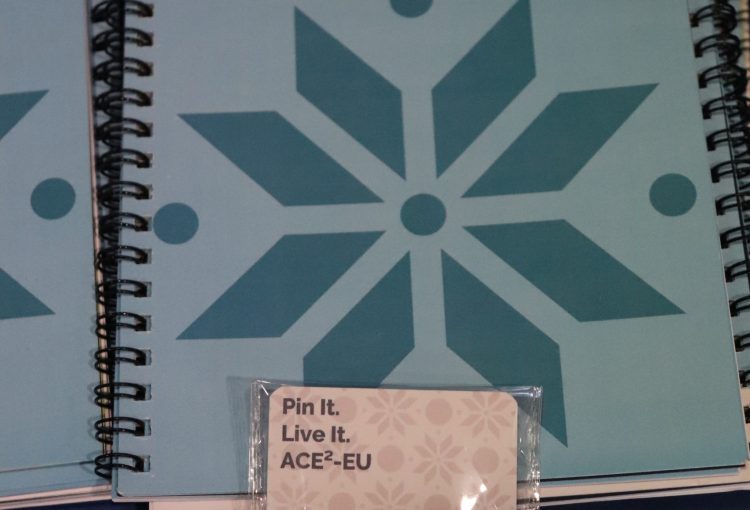 Pin It.
Live It.
ACE²-EU